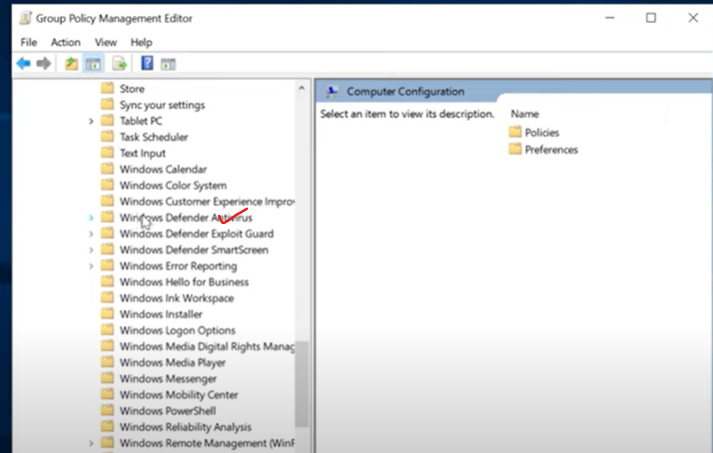 Group Policy Management Editor
File Action View Help
Store
Sync your settings
Tablet PC
Task Scheduler
Text Input
Windows Calendar
Windows Color System
Windows Customer Experience Impro
Windows Defender Antivirus
Windows Defender Exploit Guard
Windows Defender SmartScreen
Windows Error Reporting
Windows Hello for Business
Windows Ink Workspace
Windows Installer
Windows Logon Options
Windows Media Digital Rights Manag
Windows Media Player
Windows Messenger
Windows Mobility Center
Windows PowerShell
Windows Reliability Analysis
Windows Remote Management (WinR
Computer Configuration
Select an item to view its description.
Name
Policies
Preferences